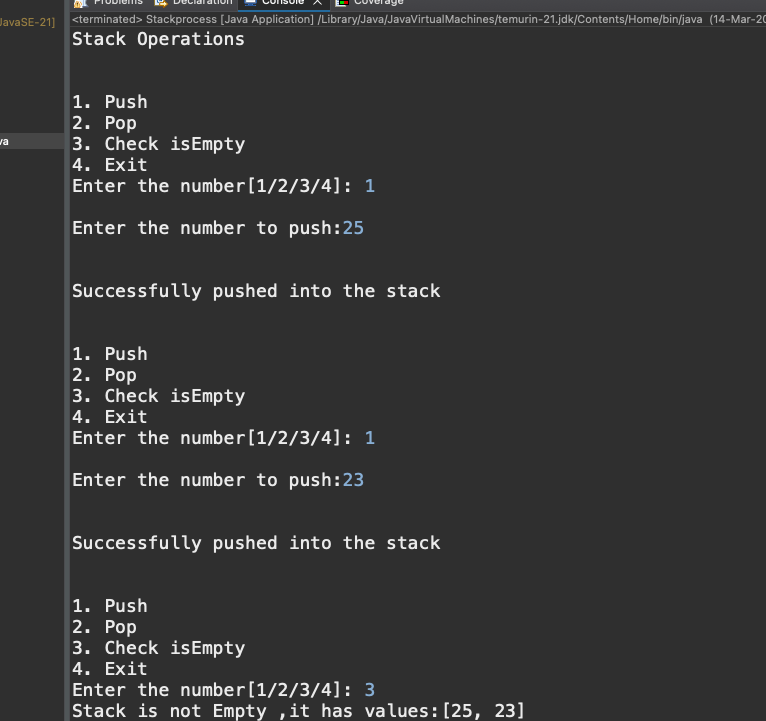 Problems Declaration Console Coverage
JavaSE-21]
<terminated> Stackprocess [Java Application] /Library/Java/JavaVirtualMachines/temurin-21.jdk/Contents/Home/bin/java (14-Mar-20
Stack Operations
1. Push
2. Pop
va
3. Check isEmpty
4. Exit
Enter the number[1/2/3/4]: 1
Enter the number to push:25
Successfully pushed into the stack
1. Push
2. Pop
3. Check isEmpty
4. Exit
Enter the number[1/2/3/4]: 1
Enter the number to push:23
Successfully pushed into the stack
1. Push
2. Pop
3. Check isEmpty
4. Exit
Enter the number[1/2/3/4]: 3
Stack is not Empty ,it has values:[25, 23]